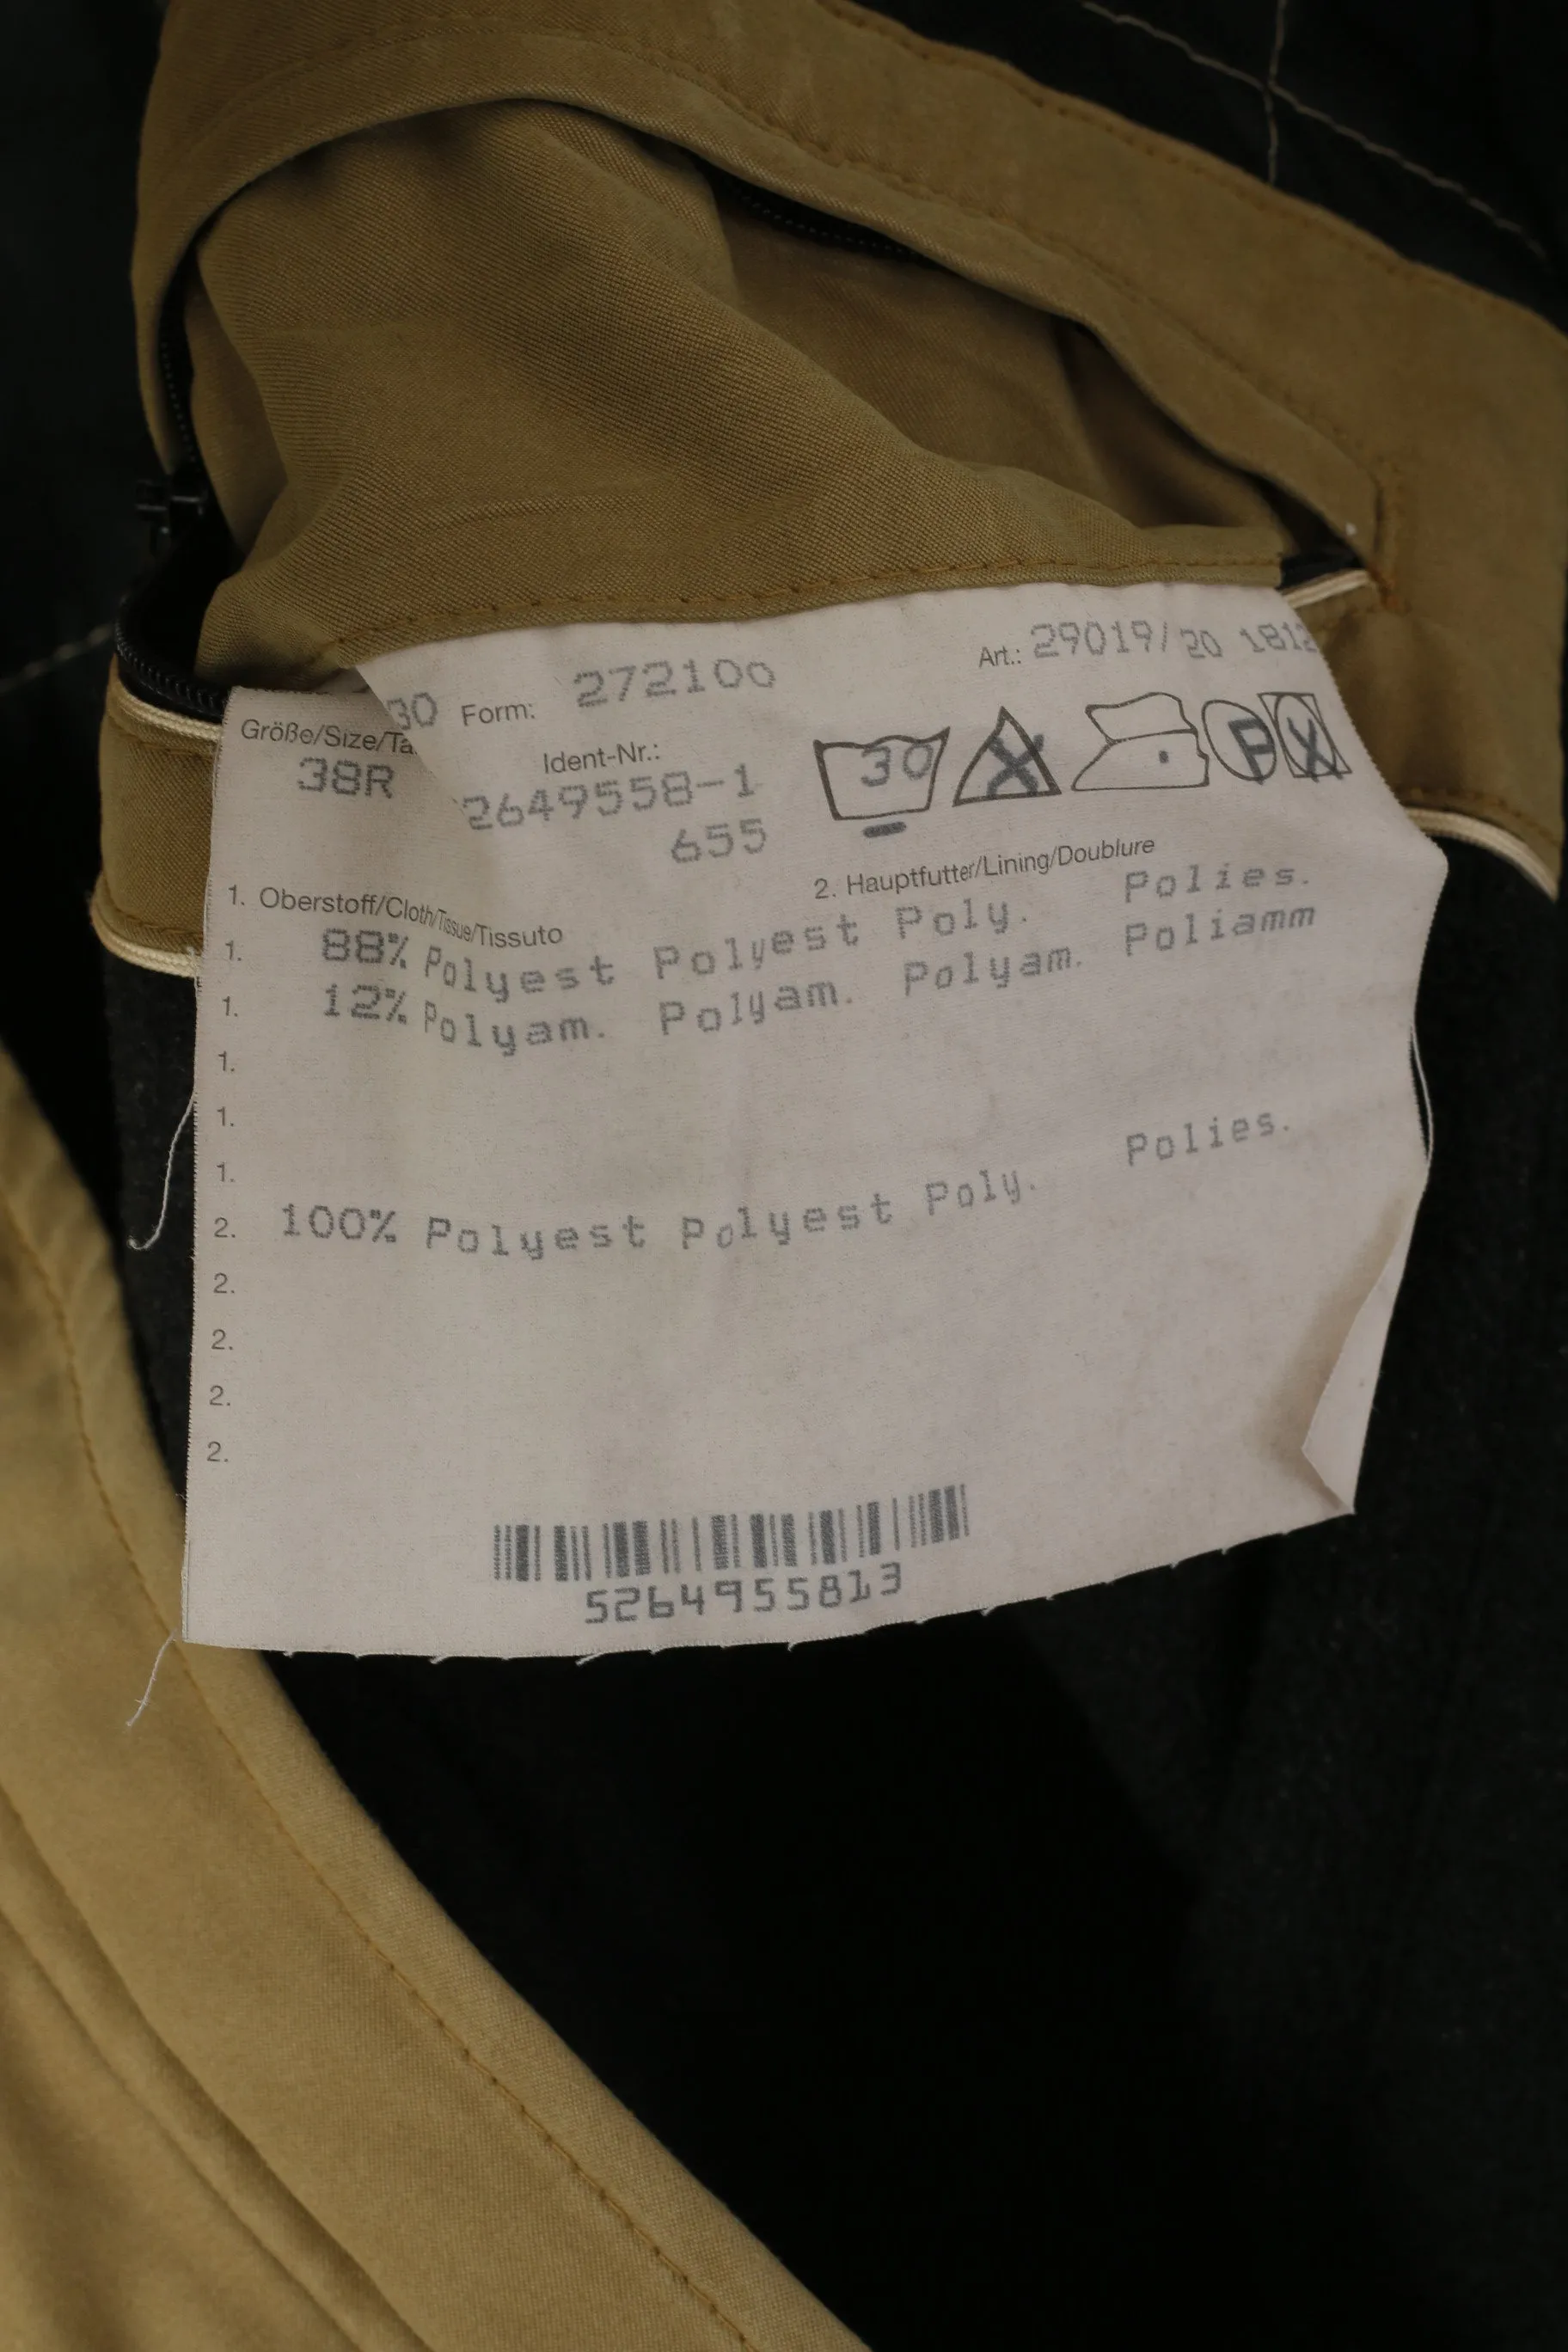 30 Form: 272100 Art.: 29019/20 1812
Größe/Size/Ta
38R
Ident-Nr.:
2649558-1
655
30
P
1. Oberstoff/Cloth/Tissue/Tissuto 2. Hauptfutter/Lining/Doublure
1. 88% Polyest Polyest Poly. Polies.
1. 12% Polyam. Polyam. Polyam. Poliamm
1.
1.
1.
2. 100% Polyest Polyest Poly. Polies.
2.
2.
2.
2.
5264955813